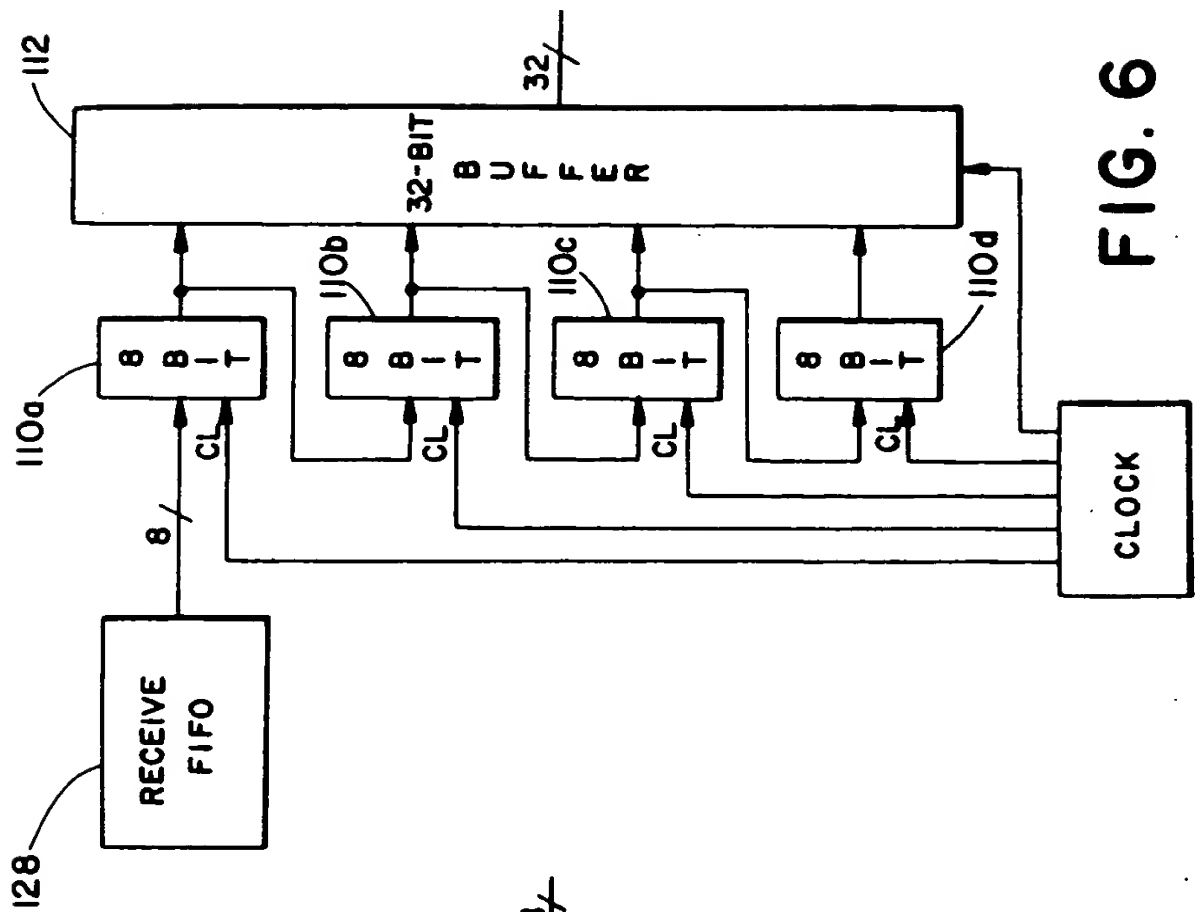 112
32
32-BIT
BUFFER
110a
8 BIT
CL
110b
8 BIT
CL
110c
8 BIT
CL
110d
8 BIT
CL
8
128
RECEIVE
FIFO
CLOCK
FIG. 6